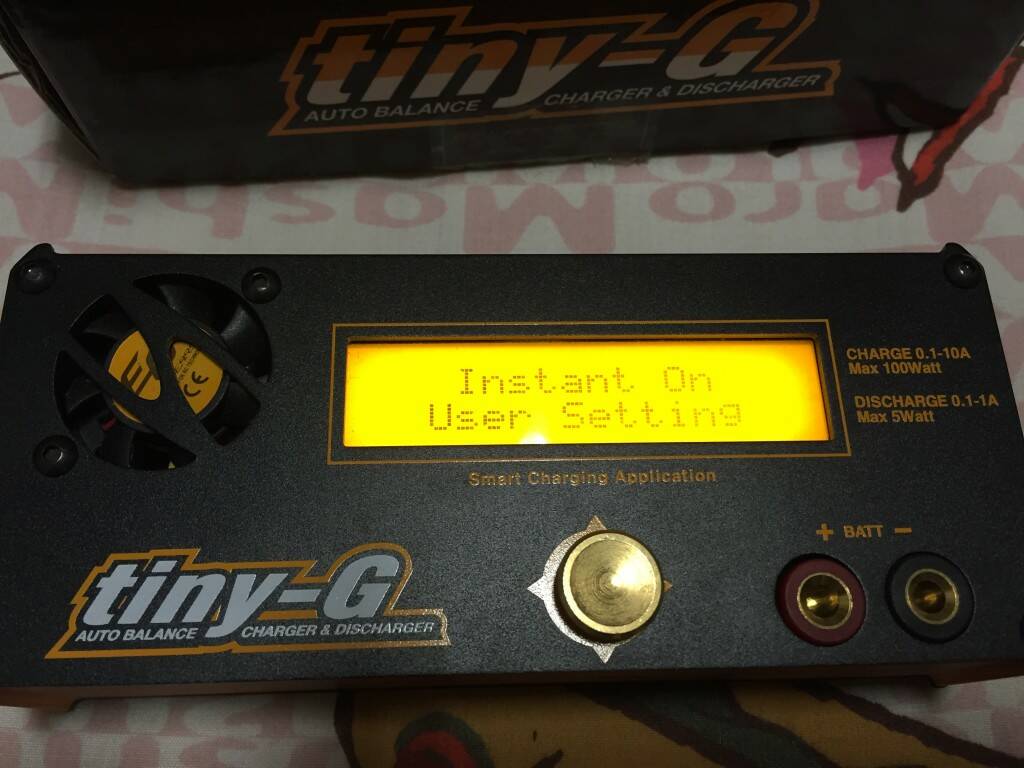 tiny-G
AUTO BALANCE CHARGER & DISCHARGER
Instant On
User Setting
CHARGE 0.1-10A
Max 100Watt
DISCHARGE 0.1-1A
Max 5Watt
Smart Charging Application
+ BATT −
tiny-G
AUTO BALANCE CHARGER & DISCHARGER
CE